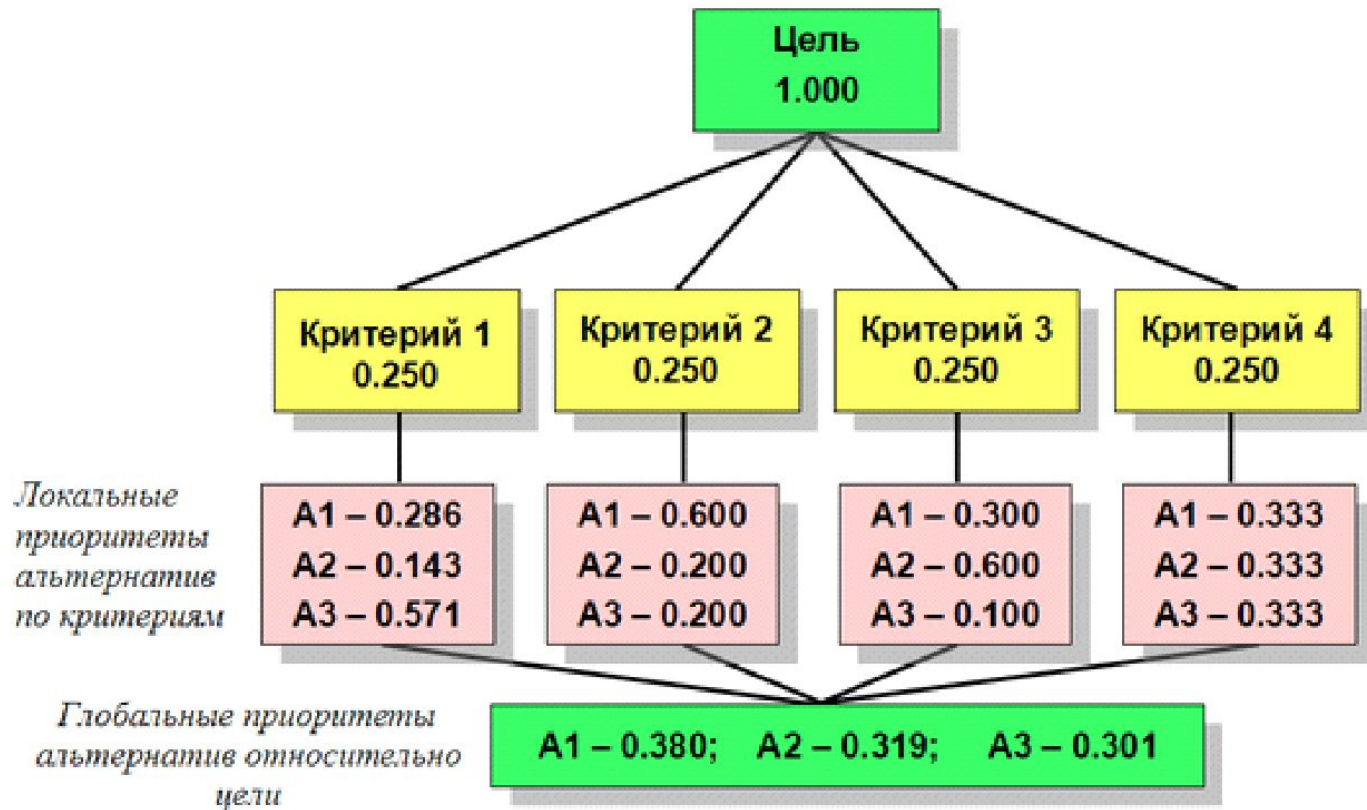 Цель
1.000
Критерий 1
0.250
Критерий 2
0.250
Критерий 3
0.250
Критерий 4
0.250
Локальные
приоритеты
альтернатив
по критериям
A1 – 0.286
A2 – 0.143
A3 – 0.571
A1 – 0.600
A2 – 0.200
A3 – 0.200
A1 – 0.300
A2 – 0.600
A3 – 0.100
A1 – 0.333
A2 – 0.333
A3 – 0.333
Глобальные приоритеты
альтернатив относительно
цели
A1 – 0.380; A2 – 0.319; A3 – 0.301